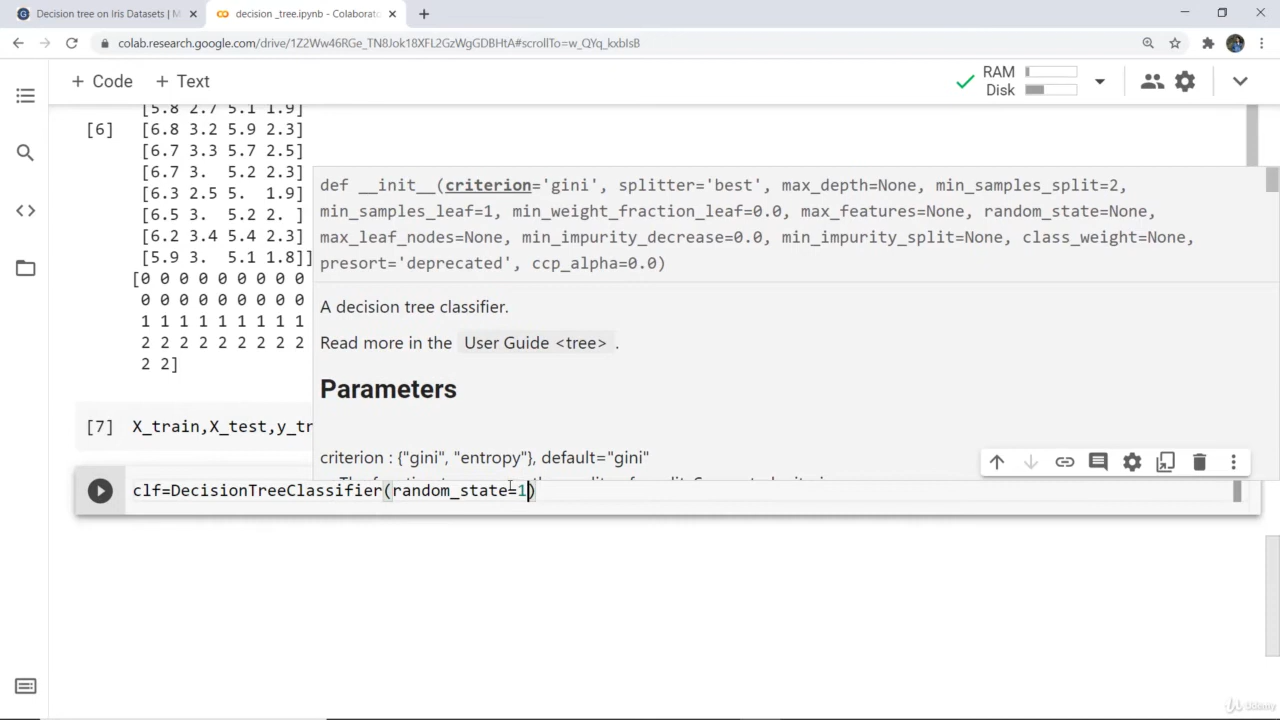 Decision tree on Iris Datasets | M
decision _tree.ipynb - Colaborato
colab.research.google.com/drive/1Z2Ww46RGe_TN8Jok18XFL2GzWgGDBHtA#scrollTo=w_QYq_kxbIsB
+ Code + Text
RAM
Disk
[5.8 2.7 5.1 1.9]
[6] [6.8 3.2 5.9 2.3]
[6.7 3.3 5.7 2.5]
[6.7 3. 5.2 2.3]
[6.3 2.5 5. 1.9]
[6.5 3. 5.2 2. ]
[6.2 3.4 5.4 2.3]
[5.9 3. 5.1 1.8]]
[0 0 0 0 0 0 0 0 0
0 0 0 0 0 0 0 0 0
1 1 1 1 1 1 1 1 1
2 2 2 2 2 2 2 2 2
2 2]
def __init__(criterion='gini', splitter='best', max_depth=None, min_samples_split=2,
min_samples_leaf=1, min_weight_fraction_leaf=0.0, max_features=None, random_state=None,
max_leaf_nodes=None, min_impurity_decrease=0.0, min_impurity_split=None, class_weight=None,
presort='deprecated', ccp_alpha=0.0)
A decision tree classifier.
Read more in the User Guide <tree> .
Parameters
criterion : {"gini", "entropy"}, default="gini"
[7] X_train,X_test,y_tr
clf=DecisionTreeClassifier(random_state=1)
Udemy